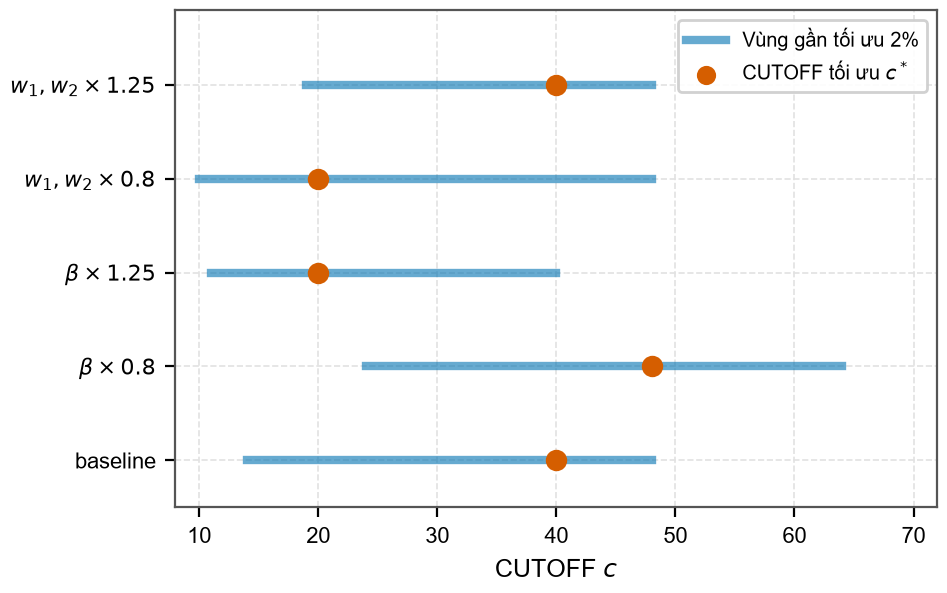 Vùng gần tối ưu 2%
CUTOFF tối ưu c*
w₁, w₂ × 1.25
w₁, w₂ × 0.8
β × 1.25
β × 0.8
baseline
10 20 30 40 50 60 70
CUTOFF c